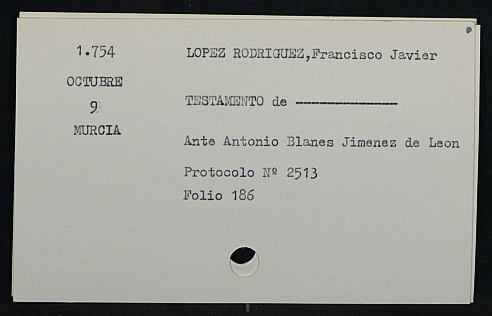 1.754
OCTUBRE
9
MURCIA
LOPEZ RODRIGUEZ,Francisco Javier
TESTAMENTO de --------------
Ante Antonio Blanes Jimenez de Leon
Protocolo Nº 2513
Folio 186